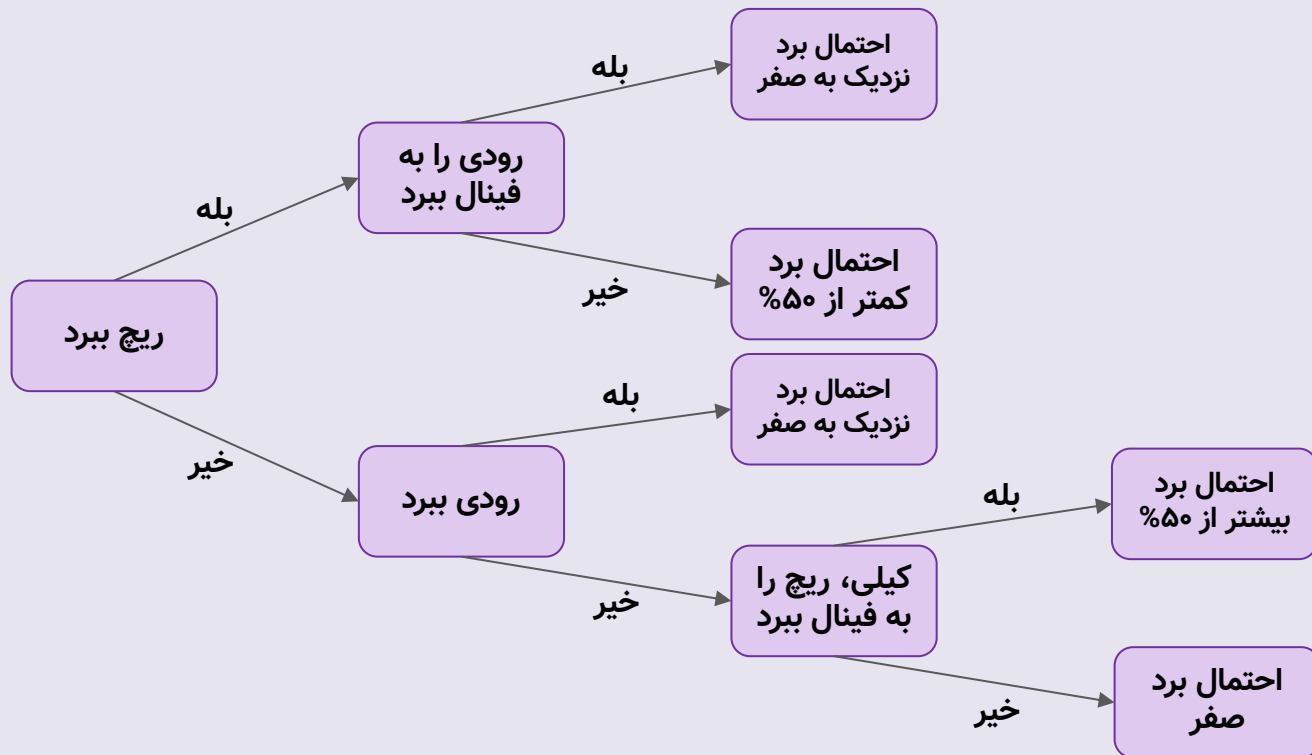 احتمال برد
نزدیک به صفر
بله
رودی را به
فینال ببرد
بله
احتمال برد
کمتر از ۵۰%
خیر
ریچ ببرد
احتمال برد
نزدیک به صفر
بله
خیر
رودی ببرد
احتمال برد
بیشتر از ۵۰%
بله
کیلی، ریچ را
به فینال ببرد
خیر
احتمال برد
صفر
خیر